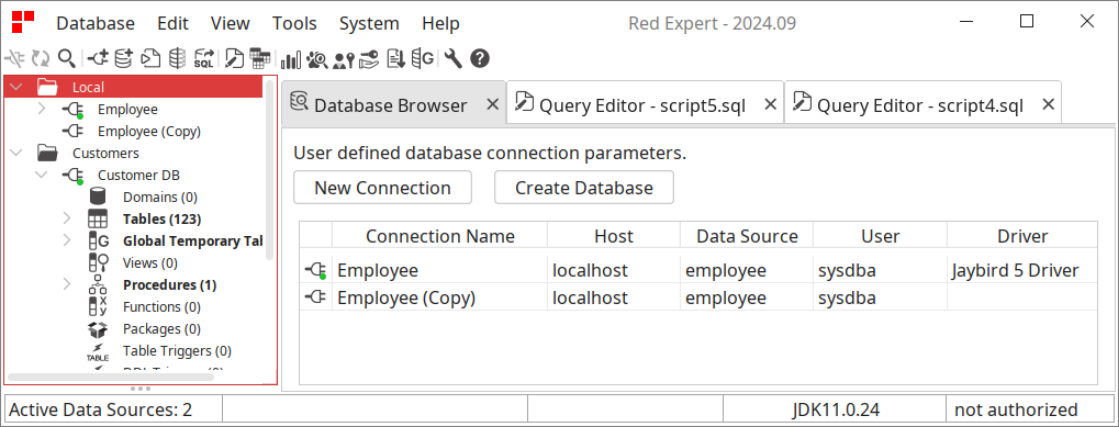 Database Edit View Tools System Help Red Expert - 2024.09
SQL G
Local
Employee
Employee (Copy)
Customers
Customer DB
Domains (0)
Tables (123)
G Global Temporary Tal
Views (0)
Procedures (1)
Functions (0)
Packages (0)
TABLE Table Triggers (0)
Database Browser Query Editor - script5.sql Query Editor - script4.sql
User defined database connection parameters.
New Connection Create Database
Connection Name Host Data Source User Driver
Employee localhost employee sysdba Jaybird 5 Driver
Employee (Copy) localhost employee sysdba
Active Data Sources: 2 JDK11.0.24 not authorized